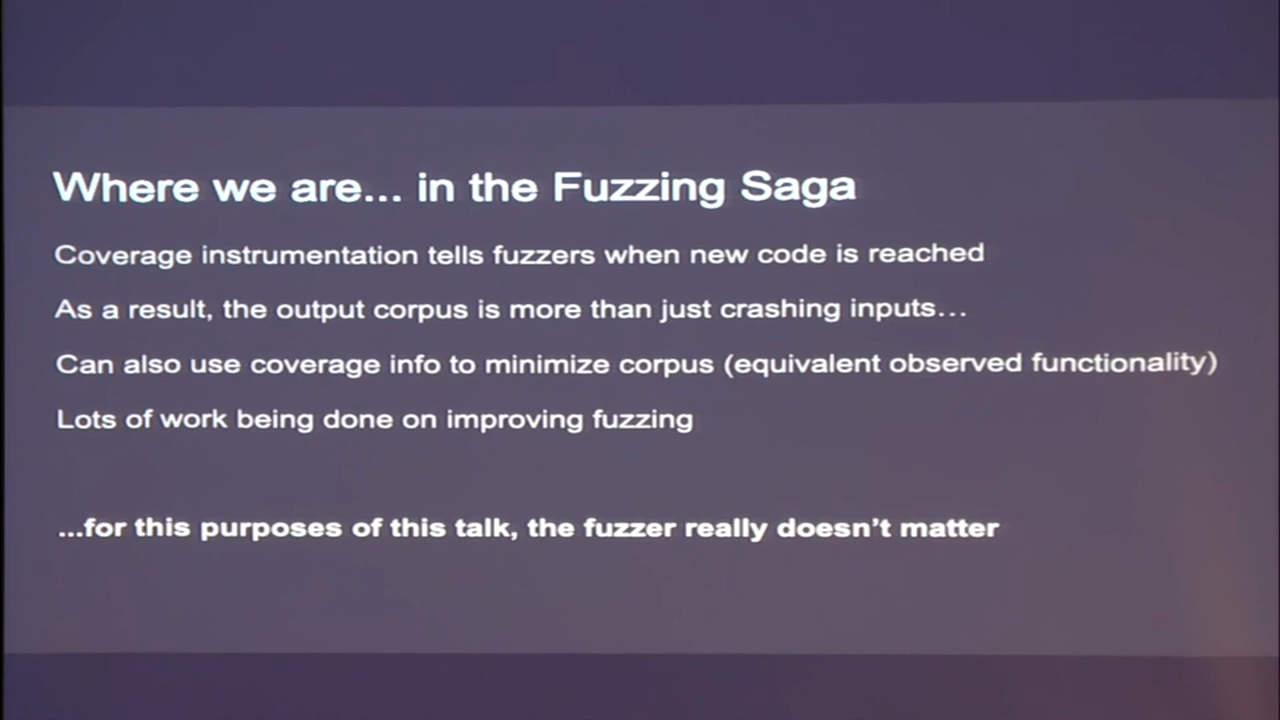 Where we are... in the Fuzzing Saga
Coverage instrumentation tells fuzzers when new code is reached
As a result, the output corpus is more than just crashing inputs…
Can also use coverage info to minimize corpus (equivalent observed functionality)
Lots of work being done on improving fuzzing
...for this purposes of this talk, the fuzzer really doesn’t matter